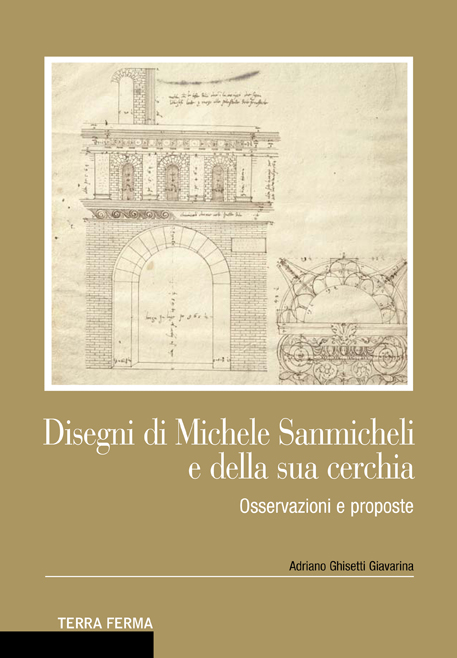 Disegni di Michele Sanmicheli
e della sua cerchia
Osservazioni e proposte
Adriano Ghisetti Giavarina
TERRA FERMA